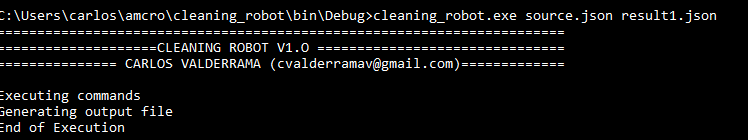 C:\Users\carlos\amcro\cleaning_robot\bin\Debug>cleaning_robot.exe source.json result1.json
====================================================================
===================CLEANING ROBOT V1.O ==============================
=============== CARLOS VALDERRAMA (cvalderramav@gmail.com)=============
Executing commands
Generating output file
End of Execution